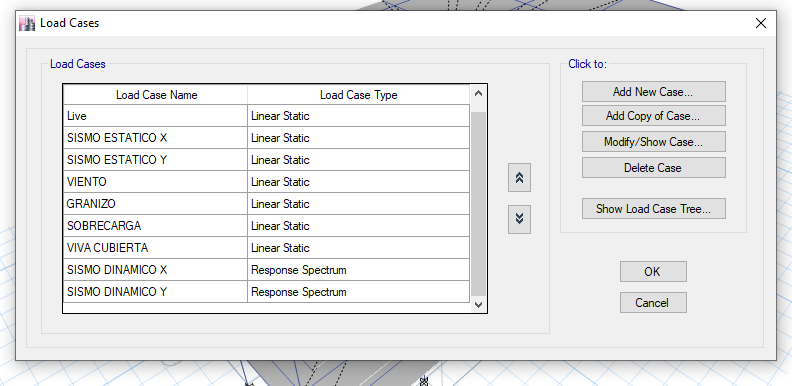 Load Cases
Load Cases
Click to:
Load Case Name Load Case Type
Live Linear Static
SISMO ESTATICO X Linear Static
SISMO ESTATICO Y Linear Static
VIENTO Linear Static
GRANIZO Linear Static
SOBRECARGA Linear Static
VIVA CUBIERTA Linear Static
SISMO DINAMICO X Response Spectrum
SISMO DINAMICO Y Response Spectrum
Add New Case...
Add Copy of Case...
Modify/Show Case...
Delete Case
Show Load Case Tree...
OK
Cancel